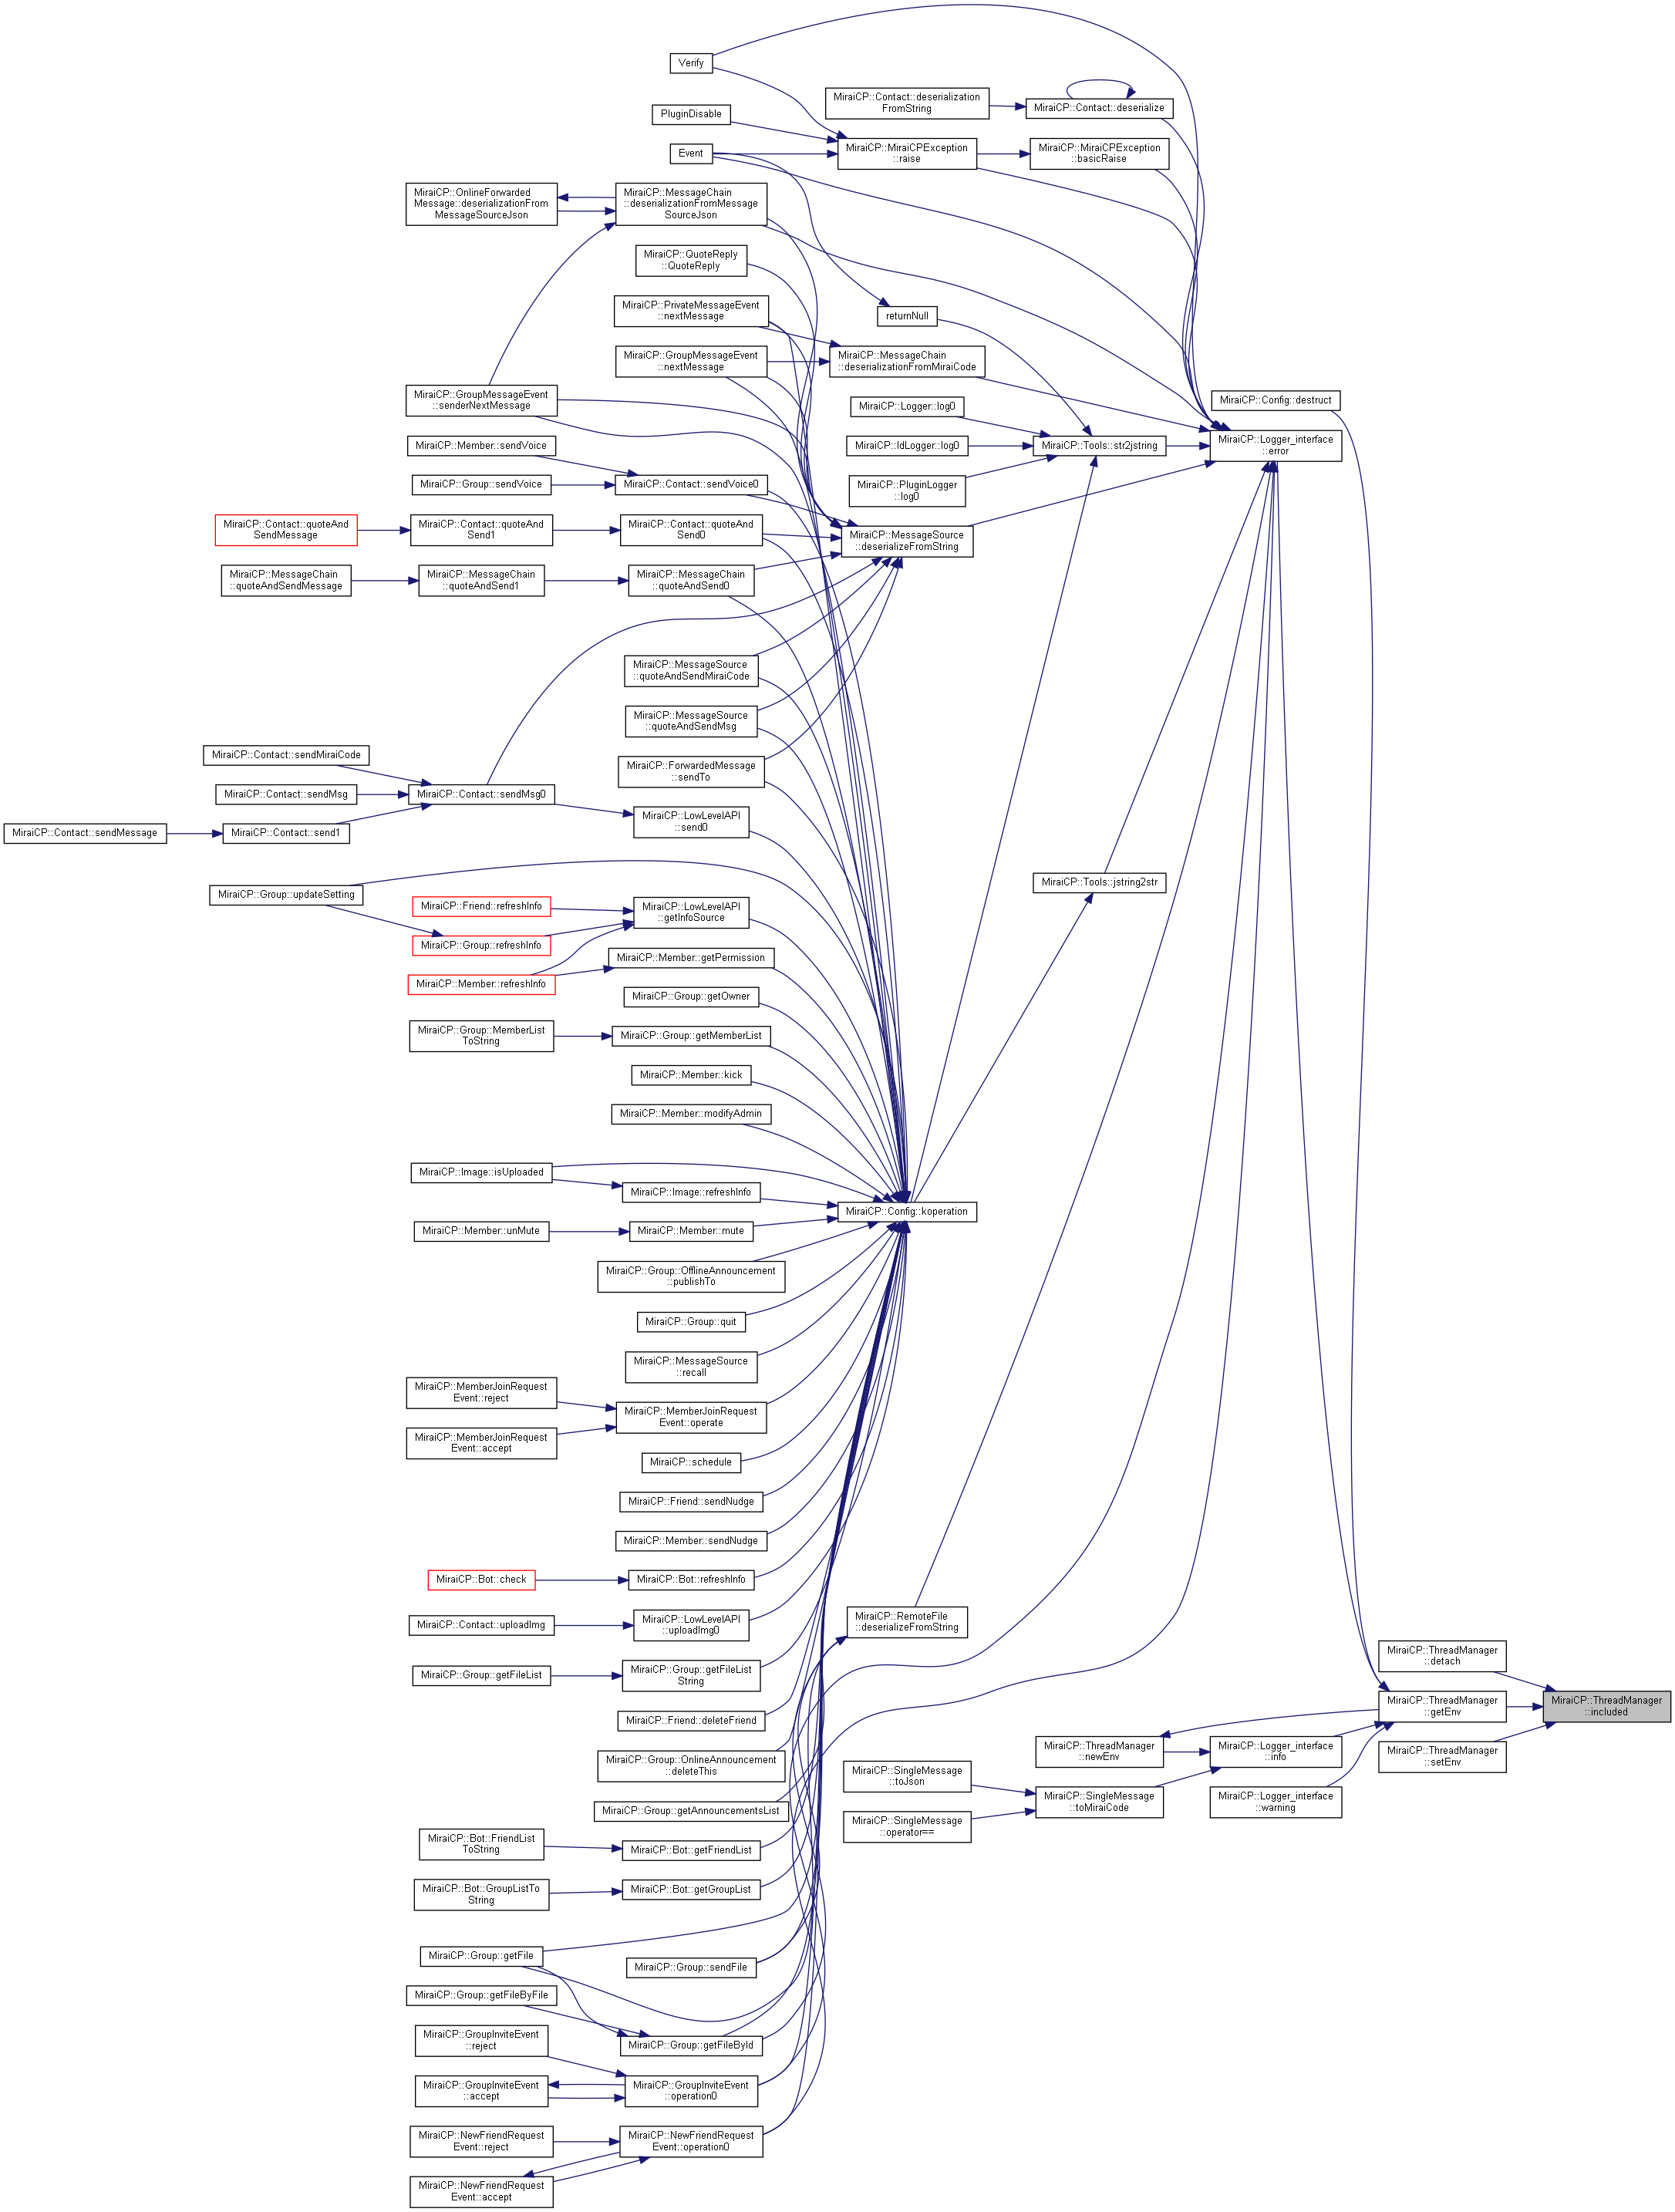 Verify
MiraiCP::Contact::deserialization
FromString
MiraiCP::Contact::deserialize
PluginDisable
Event
MiraiCP::MiraiCPException
::raise
MiraiCP::MiraiCPException
::basicRaise
MiraiCP::OnlineForwarded
Message::deserializationFrom
MessageSourceJson
MiraiCP::MessageChain
::deserializationFromMessage
SourceJson
MiraiCP::QuoteReply
::QuoteReply
MiraiCP::PrivateMessageEvent
::nextMessage
returnNull
MiraiCP::GroupMessageEvent
::nextMessage
MiraiCP::MessageChain
::deserializationFromMiraiCode
MiraiCP::GroupMessageEvent
::senderNextMessage
MiraiCP::Logger::log0
MiraiCP::Config::destruct
MiraiCP::Member::sendVoice
MiraiCP::IdLogger::log0
MiraiCP::Tools::str2jstring
MiraiCP::Logger_interface
::error
MiraiCP::Group::sendVoice
MiraiCP::Contact::sendVoice0
MiraiCP::PluginLogger
::log0
MiraiCP::Contact::quoteAnd
SendMessage
MiraiCP::Contact::quoteAnd
Send1
MiraiCP::Contact::quoteAnd
Send0
MiraiCP::MessageSource
::deserializeFromString
MiraiCP::MessageChain
::quoteAndSendMessage
MiraiCP::MessageChain
::quoteAndSend1
MiraiCP::MessageChain
::quoteAndSend0
MiraiCP::MessageSource
::quoteAndSendMiraiCode
MiraiCP::MessageSource
::quoteAndSendMsg
MiraiCP::Contact::sendMiraiCode
MiraiCP::ForwardedMessage
::sendTo
MiraiCP::Contact::sendMsg
MiraiCP::Contact::sendMsg0
MiraiCP::Contact::sendMessage
MiraiCP::Contact::send1
MiraiCP::LowLevelAPI
::send0
MiraiCP::Group::updateSetting
MiraiCP::Friend::refreshInfo
MiraiCP::LowLevelAPI
::getInfoSource
MiraiCP::Tools::jstring2str
MiraiCP::Group::refreshInfo
MiraiCP::Member::refreshInfo
MiraiCP::Member::getPermission
MiraiCP::Group::getOwner
MiraiCP::Group::MemberList
ToString
MiraiCP::Group::getMemberList
MiraiCP::Member::kick
MiraiCP::Member::modifyAdmin
MiraiCP::Image::isUploaded
MiraiCP::Image::refreshInfo
MiraiCP::Config::koperation
MiraiCP::Member::unMute
MiraiCP::Member::mute
MiraiCP::Group::OfflineAnnouncement
::publishTo
MiraiCP::Group::quit
MiraiCP::MessageSource
::recall
MiraiCP::MemberJoinRequest
Event::reject
MiraiCP::MemberJoinRequest
Event::operate
MiraiCP::MemberJoinRequest
Event::accept
MiraiCP::schedule
MiraiCP::Friend::sendNudge
MiraiCP::Member::sendNudge
MiraiCP::Bot::check
MiraiCP::Bot::refreshInfo
MiraiCP::Contact::uploadImg
MiraiCP::LowLevelAPI
::uploadImg0
MiraiCP::RemoteFile
::deserializeFromString
MiraiCP::Group::getFileList
MiraiCP::Group::getFileList
String
MiraiCP::ThreadManager
::detach
MiraiCP::Friend::deleteFriend
MiraiCP::ThreadManager
::getEnv
MiraiCP::ThreadManager
::included
MiraiCP::Group::OnlineAnnouncement
::deleteThis
MiraiCP::ThreadManager
::newEnv
MiraiCP::Logger_interface
::info
MiraiCP::ThreadManager
::setEnv
MiraiCP::SingleMessage
::toJson
MiraiCP::SingleMessage
::toMiraiCode
MiraiCP::Logger_interface
::warning
MiraiCP::Group::getAnnouncementsList
MiraiCP::SingleMessage
::operator==
MiraiCP::Bot::FriendList
ToString
MiraiCP::Bot::getFriendList
MiraiCP::Bot::GroupListTo
String
MiraiCP::Bot::getGroupList
MiraiCP::Group::getFile
MiraiCP::Group::sendFile
MiraiCP::Group::getFileByFile
MiraiCP::GroupInviteEvent
::reject
MiraiCP::Group::getFileById
MiraiCP::GroupInviteEvent
::accept
MiraiCP::GroupInviteEvent
::operation0
MiraiCP::NewFriendRequest
Event::reject
MiraiCP::NewFriendRequest
Event::operation0
MiraiCP::NewFriendRequest
Event::accept